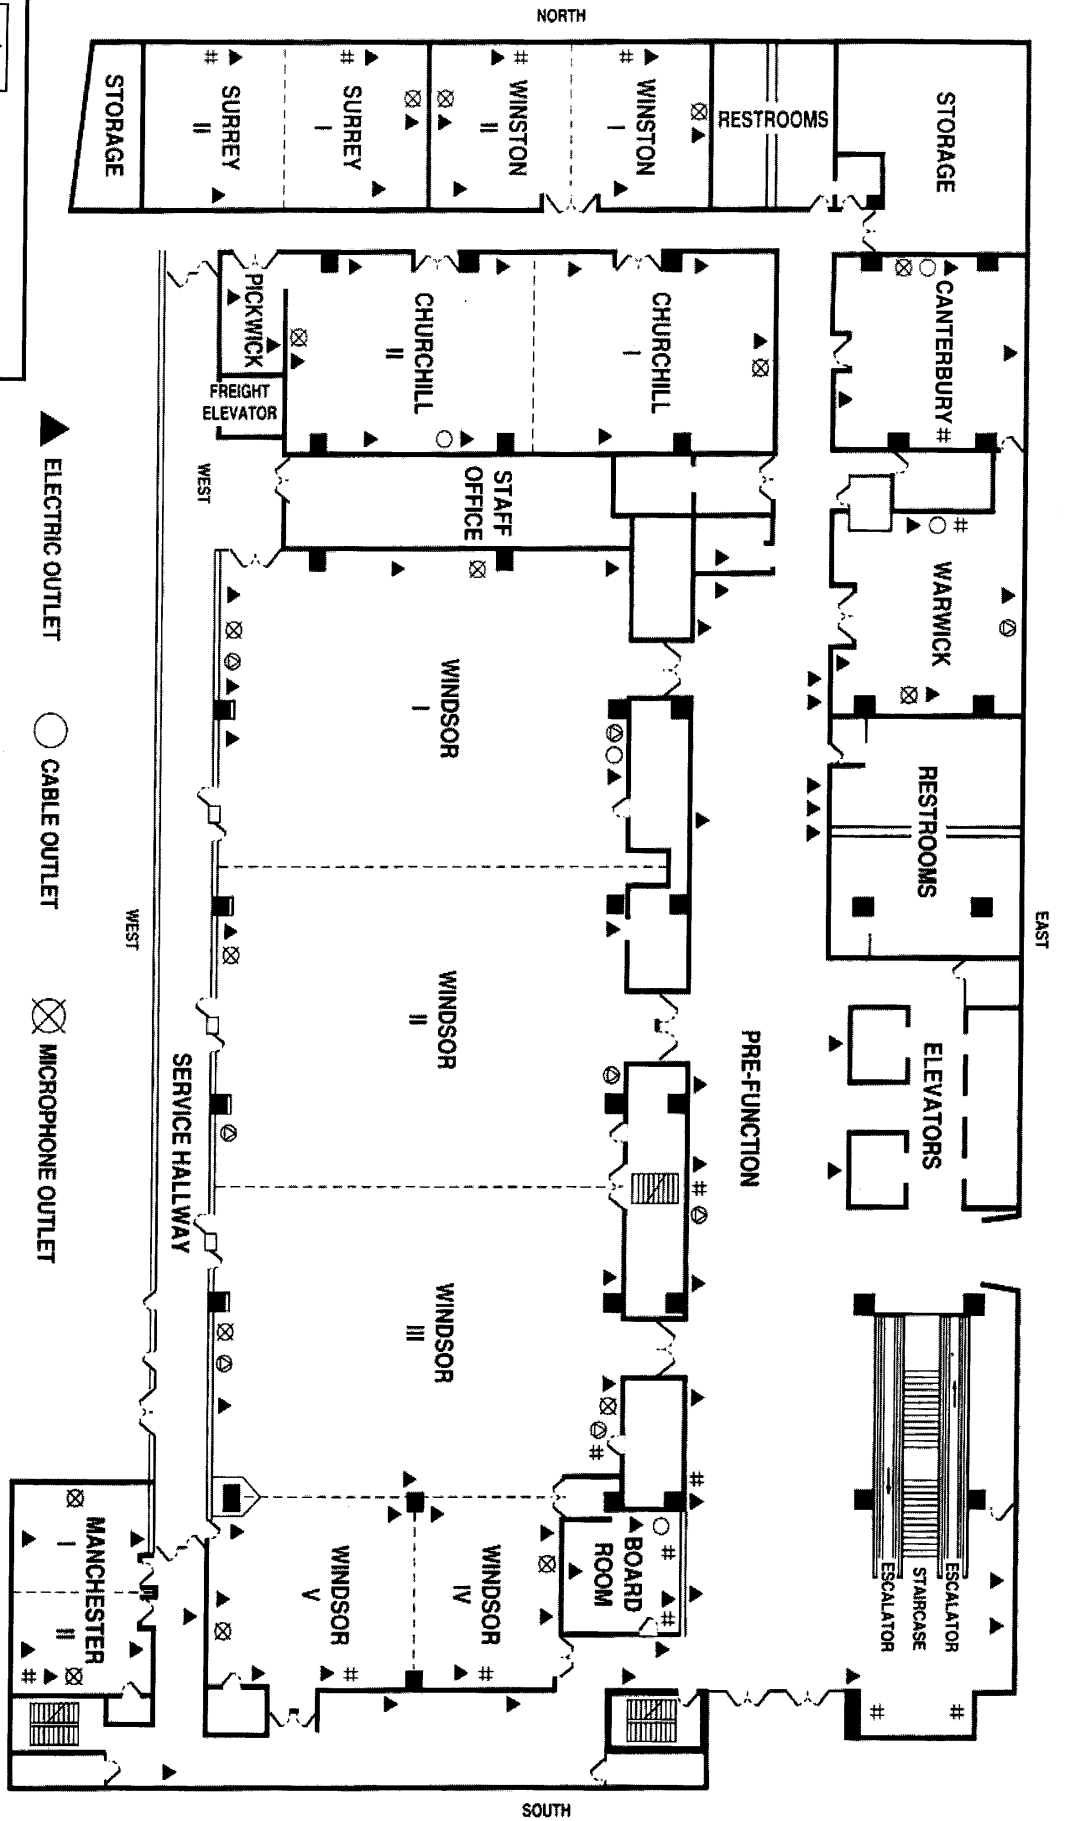 NORTH
STORAGE
SURREY
II
SURREY
I
WINSTON
II
WINSTON
I
RESTROOMS
STORAGE
PICKWICK
CHURCHILL
II
CHURCHILL
I
CANTERBURY
FREIGHT
ELEVATOR
WEST
STAFF
OFFICE
WARWICK
WINDSOR
I
RESTROOMS
EAST
WEST
WINDSOR
II
PRE-FUNCTION
ELEVATORS
SERVICE HALLWAY
WINDSOR
III
ESCALATOR
STAIRCASE
ESCALATOR
MANCHESTER
I
II
WINDSOR
V
WINDSOR
IV
BOARD
ROOM
SOUTH
ELECTRIC OUTLET
CABLE OUTLET
MICROPHONE OUTLET